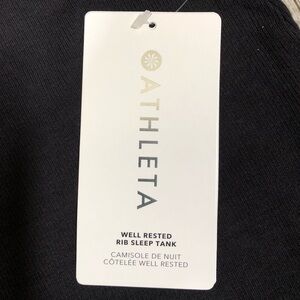 ATHLETA
WELL RESTED
RIB SLEEP TANK
CAMISOLE DE NUIT
CÔTELÉE WELL RESTED